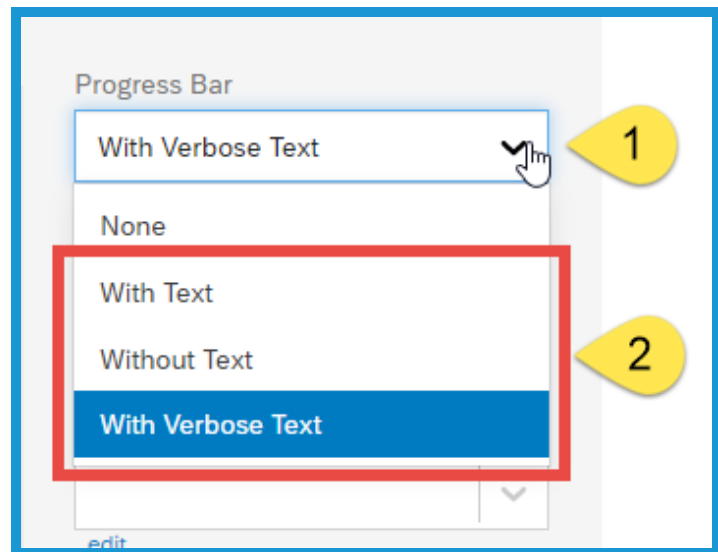 Progress Bar
With Verbose Text
1
None
With Text
Without Text
2
With Verbose Text
edit